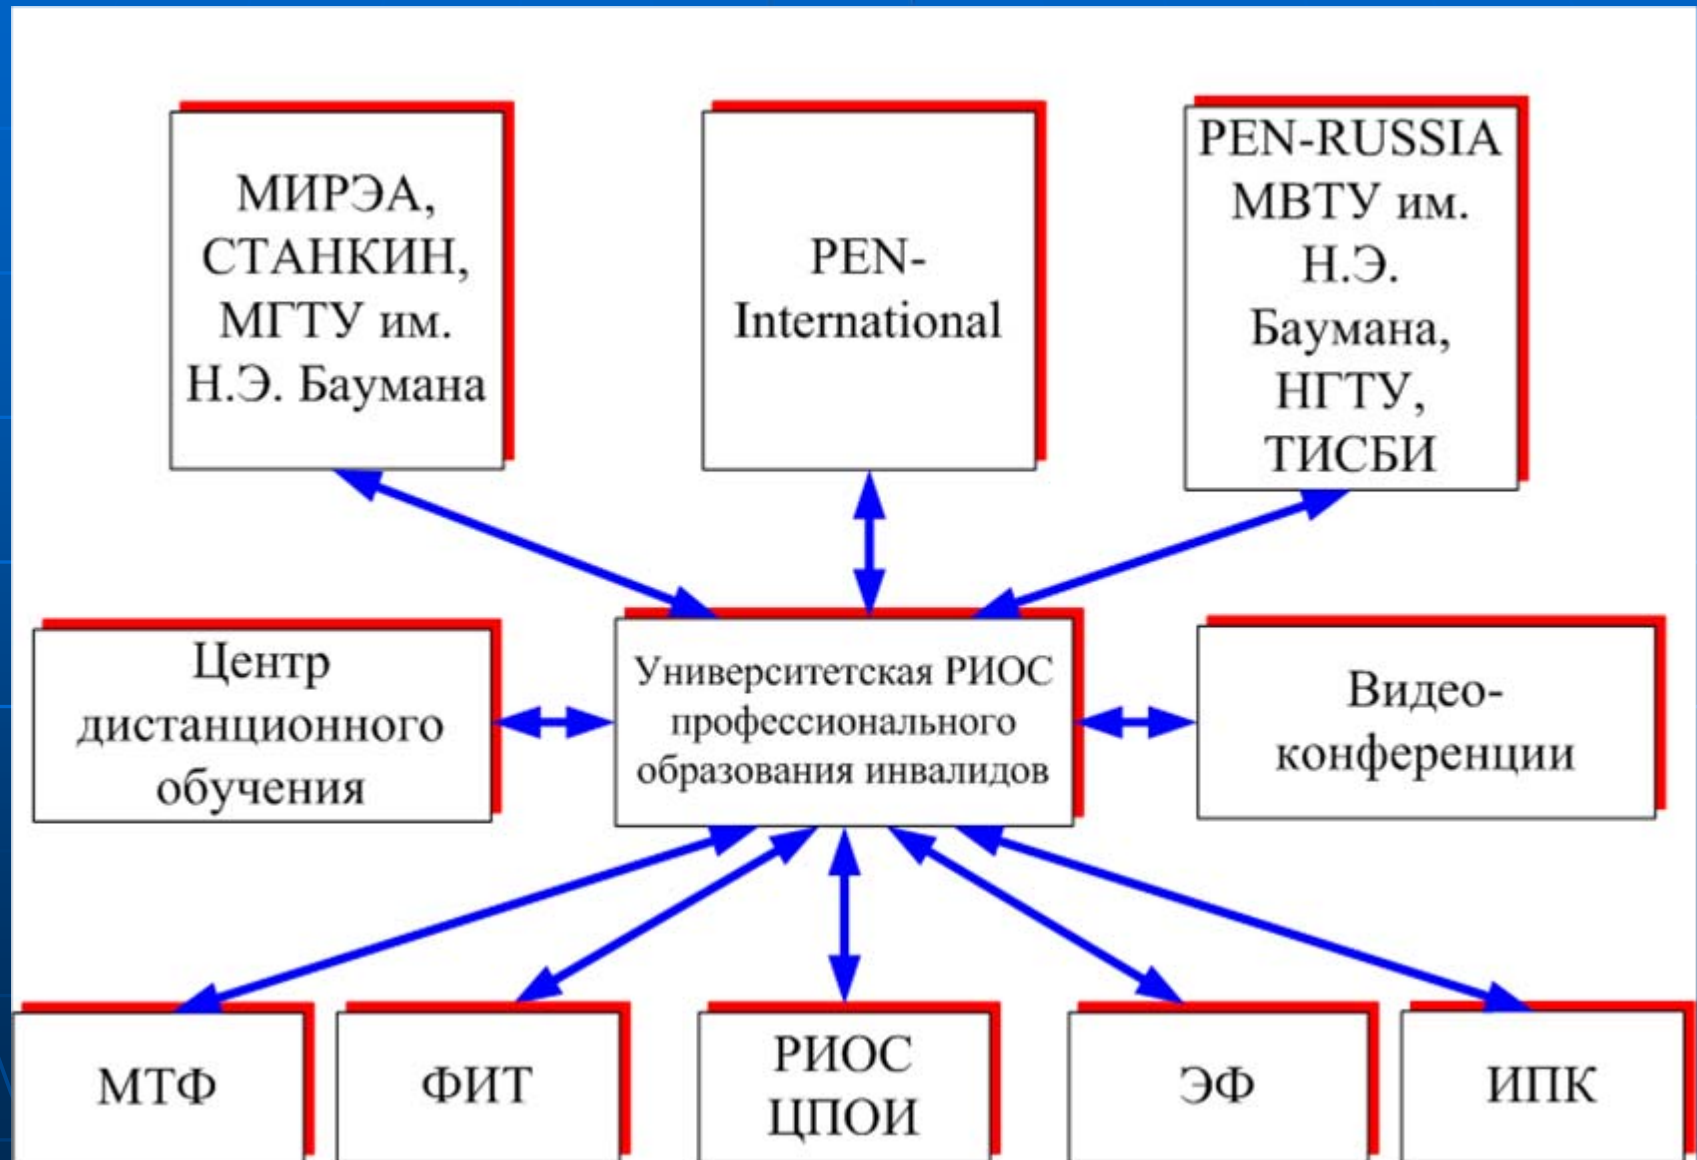 МИРЭА,
СТАНКИН,
МГТУ им.
Н.Э. Баумана
PEN-
International
PEN-RUSSIA
МВТУ им.
Н.Э.
Баумана,
НГТУ,
ТИСБИ
Центр
дистанционного
обучения
Университетская РИОС
профессионального
образования инвалидов
Видео-
конференции
МТФ
ФИТ
РИОС
ЦПОИ
ЭФ
ИПК